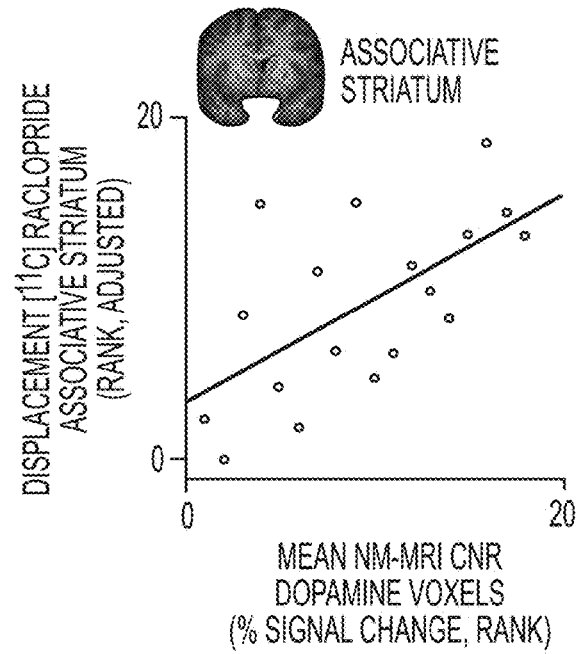 ASSOCIATIVE
STRIATUM
DISPLACEMENT [11C] RACLOPRIDE
ASSOCIATIVE STRIATUM
(RANK, ADJUSTED)
20
0
0
20
MEAN NM-MRI CNR
DOPAMINE VOXELS
(% SIGNAL CHANGE, RANK)